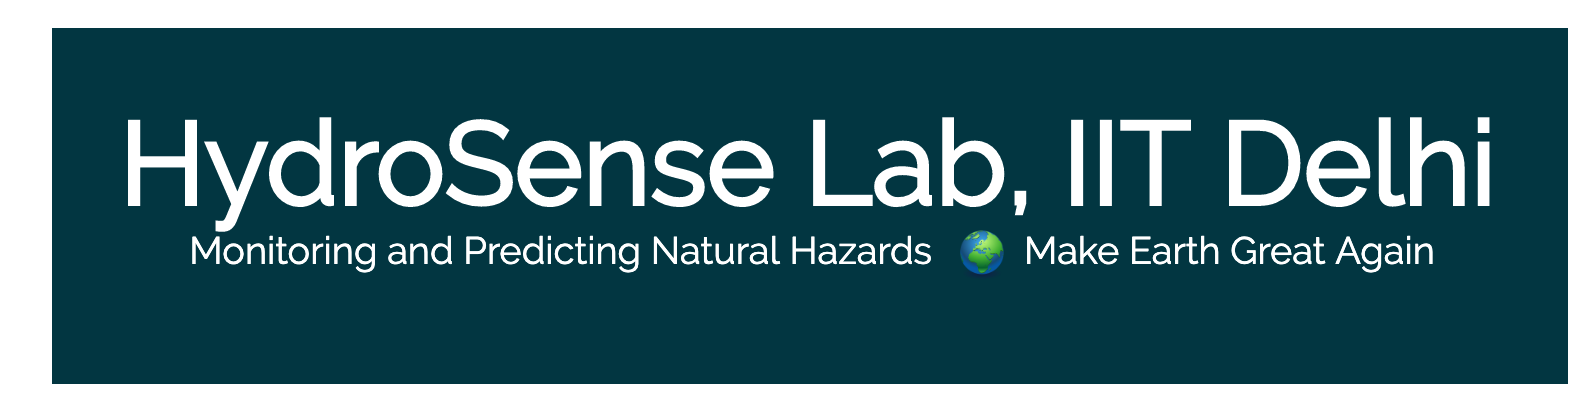 HydroSense Lab, IIT Delhi
Monitoring and Predicting Natural Hazards 🌍 Make Earth Great Again